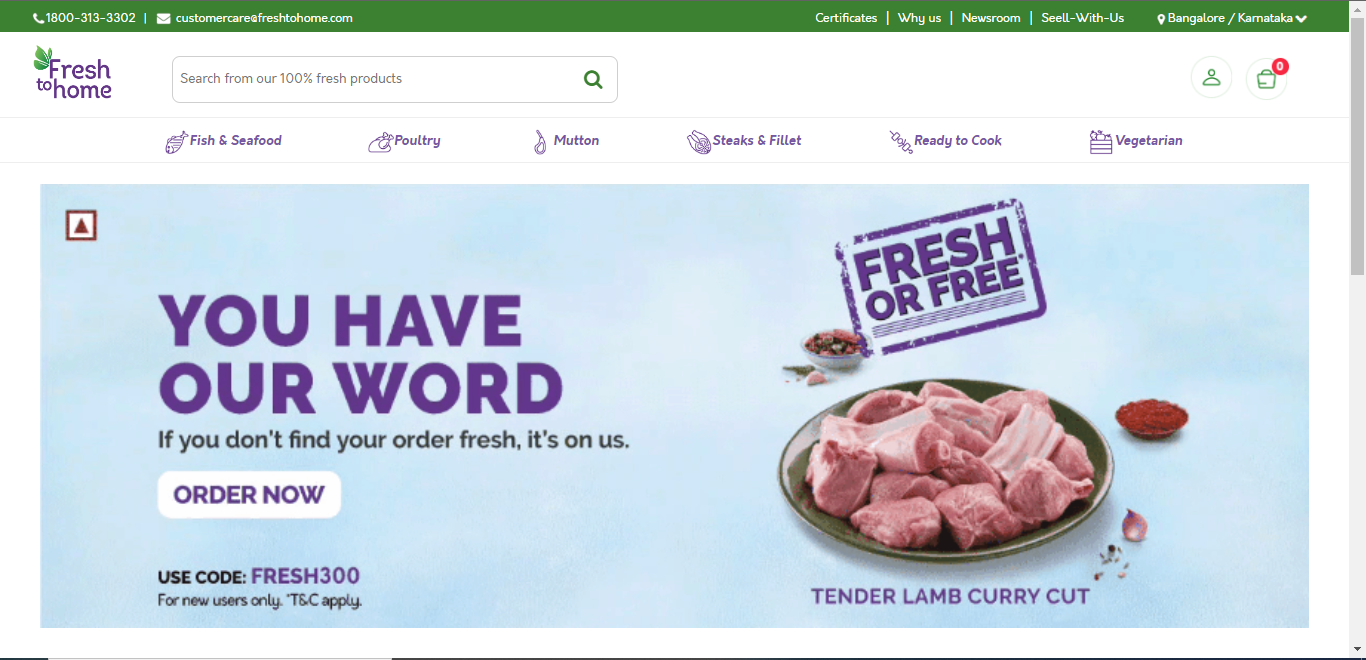 1800-313-3302 | customercare@freshtohome.com
Certificates | Why us | Newsroom | Seell-With-Us
Bangalore / Karnataka
Fresh
to home
Search from our 100% fresh products
0
Fish & Seafood
Poultry
Mutton
Steaks & Fillet
Ready to Cook
Vegetarian
FRESH
OR FREE*
YOU HAVE
OUR WORD
If you don't find your order fresh, it's on us.
ORDER NOW
USE CODE: FRESH300
For new users only. *T&C apply.
TENDER LAMB CURRY CUT